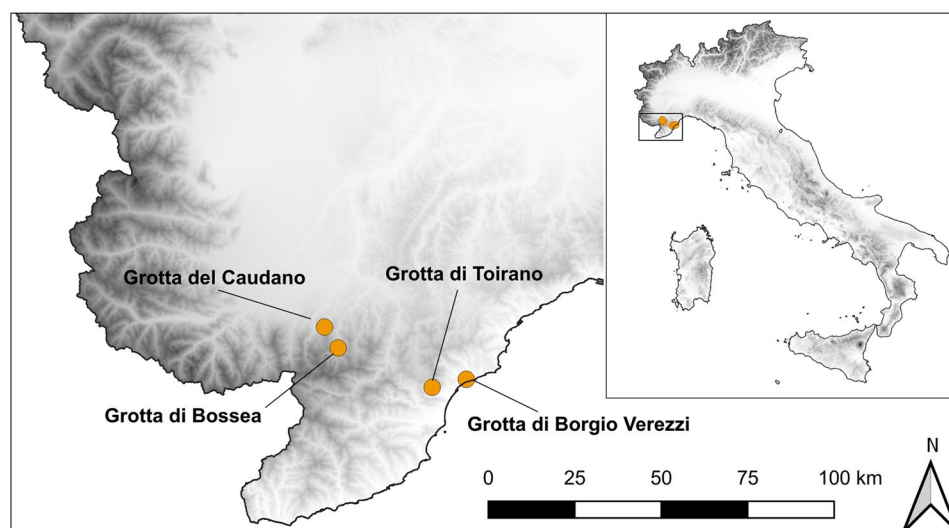 Grotta del Caudano
Grotta di Toirano
Grotta di Bossea
Grotta di Borgio Verezzi
N
0 25 50 75 100 km